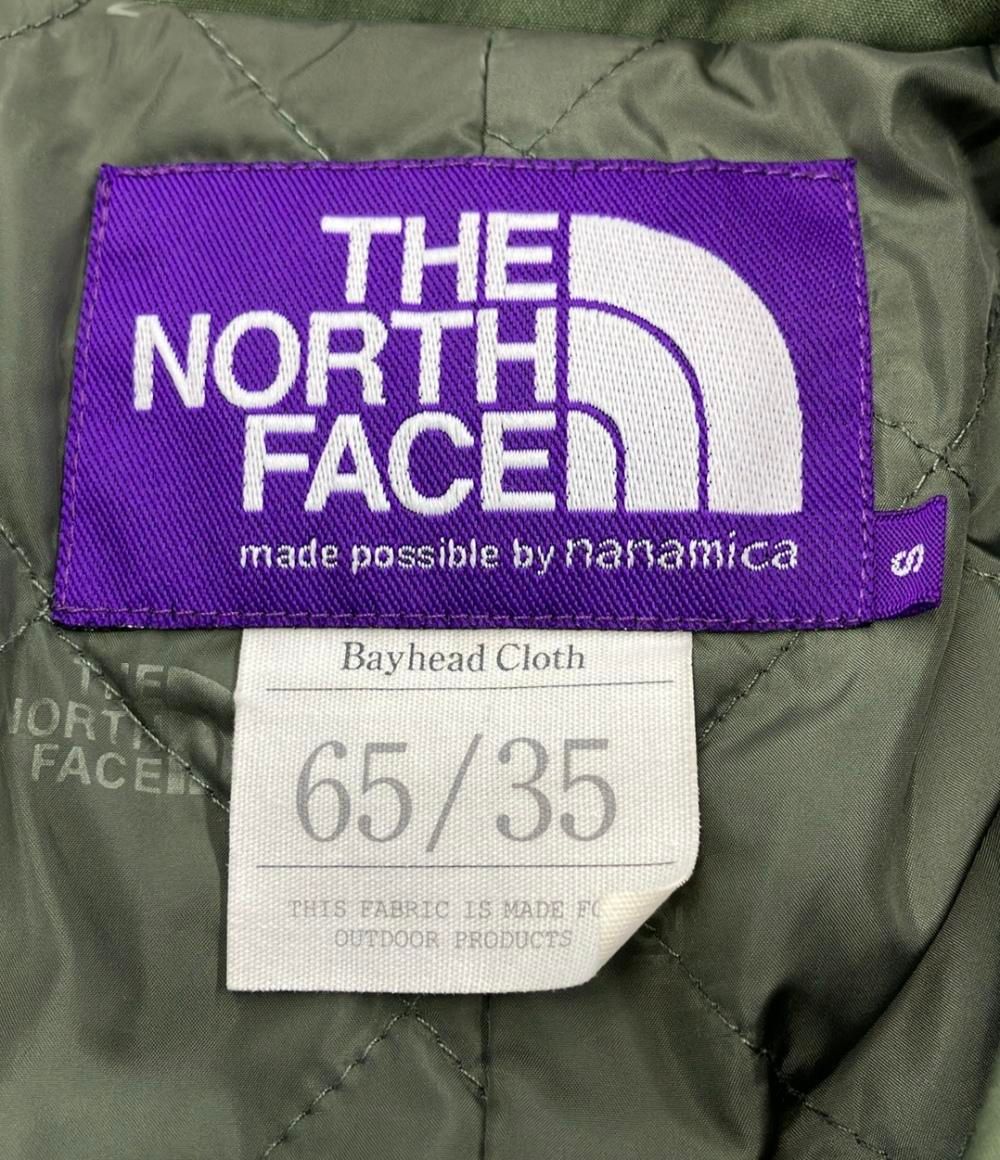 THE
NORTH
FACE
made possible by nanamica
S
Bayhead Cloth
65/35
THIS FABRIC IS MADE
OUTDOOR PRODUCTS
THE
NORTH
FACE